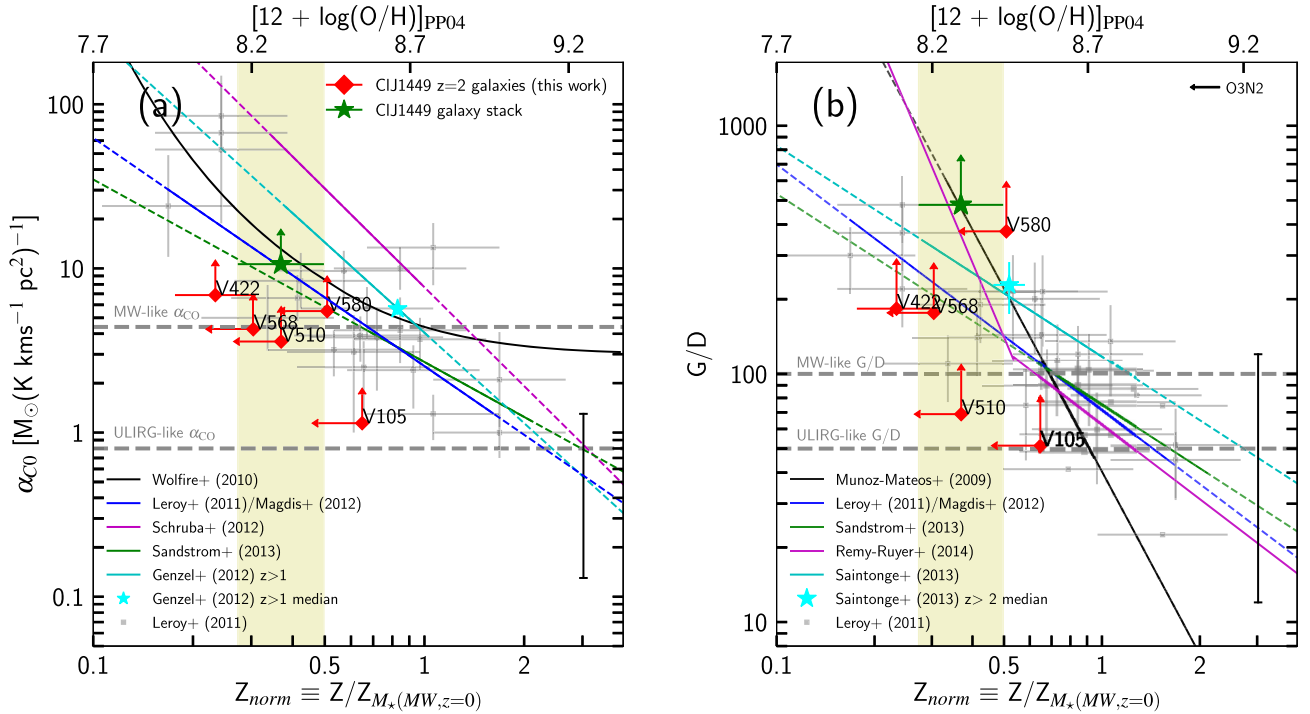 [12 + log(O/H)]PP04
7.7 8.2 8.7 9.2
(a)
CIJ1449 z=2 galaxies (this work)
CIJ1449 galaxy stack
100
10
1
0.1
αC0 [M⊙(K kms−1 pc2)−1]
MW-like αCO
ULIRG-like αCO
V422
V580
V568
V510
V105
Wolfire+ (2010)
Leroy+ (2011)/Magdis+ (2012)
Schruba+ (2012)
Sandstrom+ (2013)
Genzel+ (2012) z>1
Genzel+ (2012) z>1 median
Leroy+ (2011)
0.1 0.5 1 2
Znorm ≡ Z/ZM⋆(MW,z=0)
[12 + log(O/H)]PP04
7.7 8.2 8.7 9.2
(b)
O3N2
1000
100
10
G/D
MW-like G/D
ULIRG-like G/D
V580
V422
V568
V510
V105
Munoz-Mateos+ (2009)
Leroy+ (2011)/Magdis+ (2012)
Sandstrom+ (2013)
Remy-Ruyer+ (2014)
Saintonge+ (2013)
Saintonge+ (2013) z> 2 median
Leroy+ (2011)
0.1 0.5 1 2
Znorm ≡ Z/ZM⋆(MW,z=0)